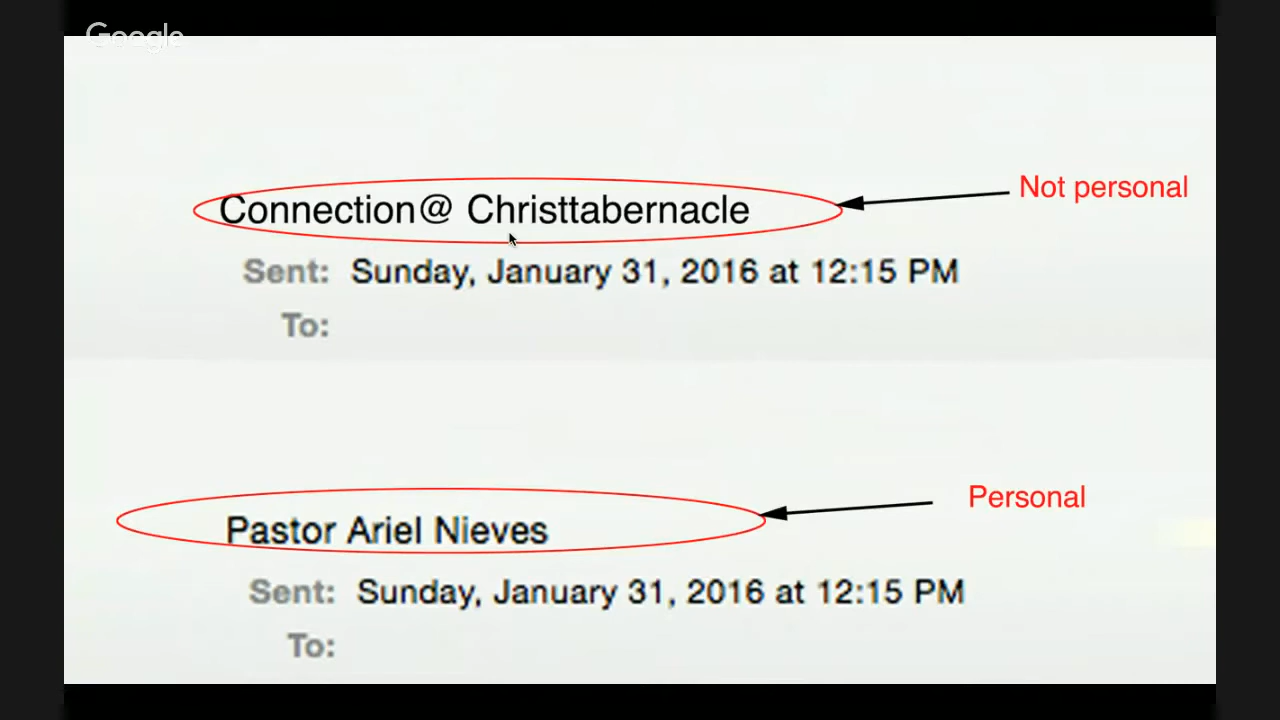 Google
Connection@ Christtabernacle
Not personal
Sent: Sunday, January 31, 2016 at 12:15 PM
To:
Pastor Ariel Nieves
Personal
Sent: Sunday, January 31, 2016 at 12:15 PM
To: